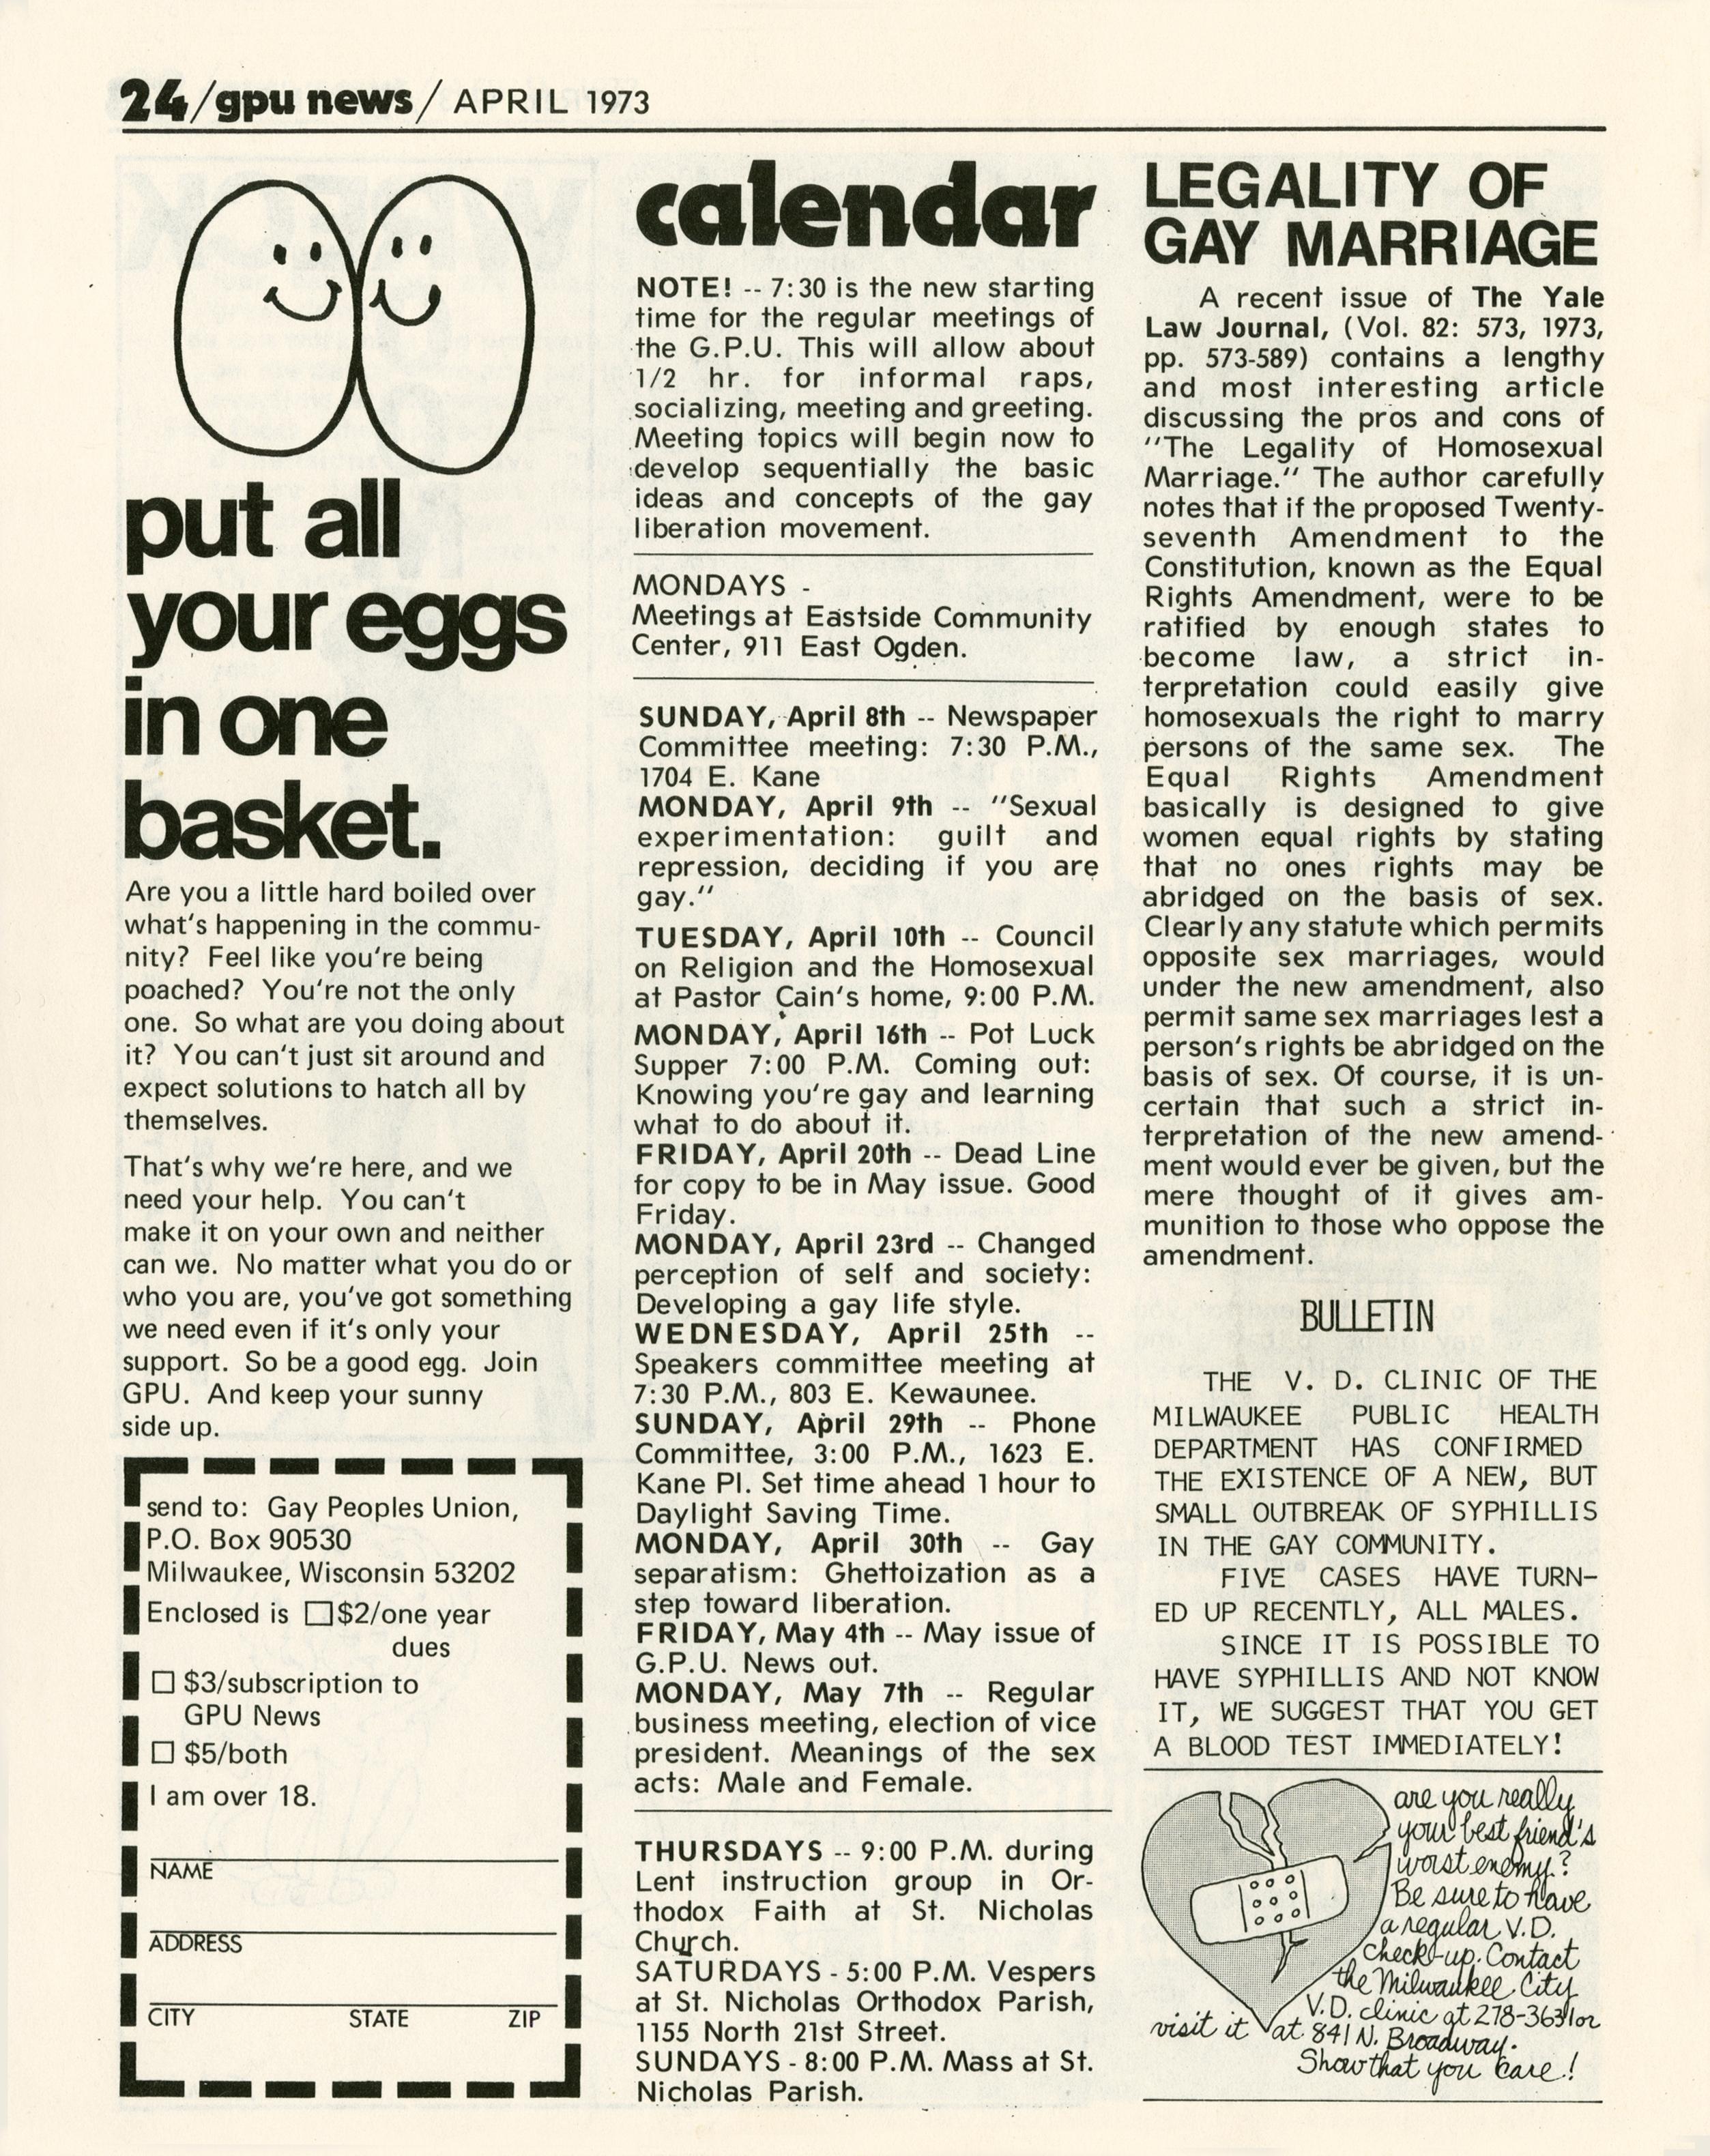 24/gpu news/ APRIL 1973
put all
your eggs
in one
basket.
Are you a little hard boiled over
what's happening in the commu-
nity? Feel like you're being
poached? You're not the only
one. So what are you doing about
it? You can't just sit around and
expect solutions to hatch all by
themselves.
That's why we're here, and we
need your help. You can't
make it on your own and neither
can we. No matter what you do or
who you are, you've got something
we need even if it's only your
support. So be a good egg. Join
GPU. And keep your sunny
side up.
send to: Gay Peoples Union,
P.O. Box 90530
Milwaukee, Wisconsin 53202
Enclosed is ☐$2/one year
dues
☐ $3/subscription to
GPU News
☐ $5/both
I am over 18.
NAME
ADDRESS
CITY STATE ZIP
calendar
NOTE! -- 7:30 is the new starting
time for the regular meetings of
the G.P.U. This will allow about
1/2 hr. for informal raps,
socializing, meeting and greeting.
Meeting topics will begin now to
develop sequentially the basic
ideas and concepts of the gay
liberation movement.
MONDAYS -
Meetings at Eastside Community
Center, 911 East Ogden.
SUNDAY, April 8th -- Newspaper
Committee meeting: 7:30 P.M.,
1704 E. Kane
MONDAY, April 9th -- "Sexual
experimentation: guilt and
repression, deciding if you are
gay."
TUESDAY, April 10th -- Council
on Religion and the Homosexual
at Pastor Cain's home, 9:00 P.M.
MONDAY, April 16th -- Pot Luck
Supper 7:00 P.M. Coming out:
Knowing you're gay and learning
what to do about it.
FRIDAY, April 20th -- Dead Line
for copy to be in May issue. Good
Friday.
MONDAY, April 23rd -- Changed
perception of self and society:
Developing a gay life style.
WEDNESDAY, April 25th --
Speakers committee meeting at
7:30 P.M., 803 E. Kewaunee.
SUNDAY, April 29th -- Phone
Committee, 3:00 P.M., 1623 E.
Kane Pl. Set time ahead 1 hour to
Daylight Saving Time.
MONDAY, April 30th -- Gay
separatism: Ghettoization as a
step toward liberation.
FRIDAY, May 4th -- May issue of
G.P.U. News out.
MONDAY, May 7th -- Regular
business meeting, election of vice
president. Meanings of the sex
acts: Male and Female.
THURSDAYS -- 9:00 P.M. during
Lent instruction group in Or-
thodox Faith at St. Nicholas
Church.
SATURDAYS - 5:00 P.M. Vespers
at St. Nicholas Orthodox Parish,
1155 North 21st Street.
SUNDAYS - 8:00 P.M. Mass at St.
Nicholas Parish.
LEGALITY OF
GAY MARRIAGE
A recent issue of The Yale
Law Journal, (Vol. 82: 573, 1973,
pp. 573-589) contains a lengthy
and most interesting article
discussing the pros and cons of
"The Legality of Homosexual
Marriage." The author carefully
notes that if the proposed Twenty-
seventh Amendment to the
Constitution, known as the Equal
Rights Amendment, were to be
ratified by enough states to
become law, a strict in-
terpretation could easily give
homosexuals the right to marry
persons of the same sex. The
Equal Rights Amendment
basically is designed to give
women equal rights by stating
that no ones rights may be
abridged on the basis of sex.
Clearly any statute which permits
opposite sex marriages, would
under the new amendment, also
permit same sex marriages lest a
person's rights be abridged on the
basis of sex. Of course, it is un-
certain that such a strict in-
terpretation of the new amend-
ment would ever be given, but the
mere thought of it gives am-
munition to those who oppose the
amendment.
BULLETIN
THE V. D. CLINIC OF THE
MILWAUKEE PUBLIC HEALTH
DEPARTMENT HAS CONFIRMED
THE EXISTENCE OF A NEW, BUT
SMALL OUTBREAK OF SYPHILLIS
IN THE GAY COMMUNITY.
FIVE CASES HAVE TURN-
ED UP RECENTLY, ALL MALES.
SINCE IT IS POSSIBLE TO
HAVE SYPHILLIS AND NOT KNOW
IT, WE SUGGEST THAT YOU GET
A BLOOD TEST IMMEDIATELY!
are you really
your best friend's
worst enemy?
Be sure to have
a regular V.D.
check-up. Contact
the Milwaukee City
V.D. clinic at 278-3631 or
visit it at 841 N. Broadway.
Show that you care!